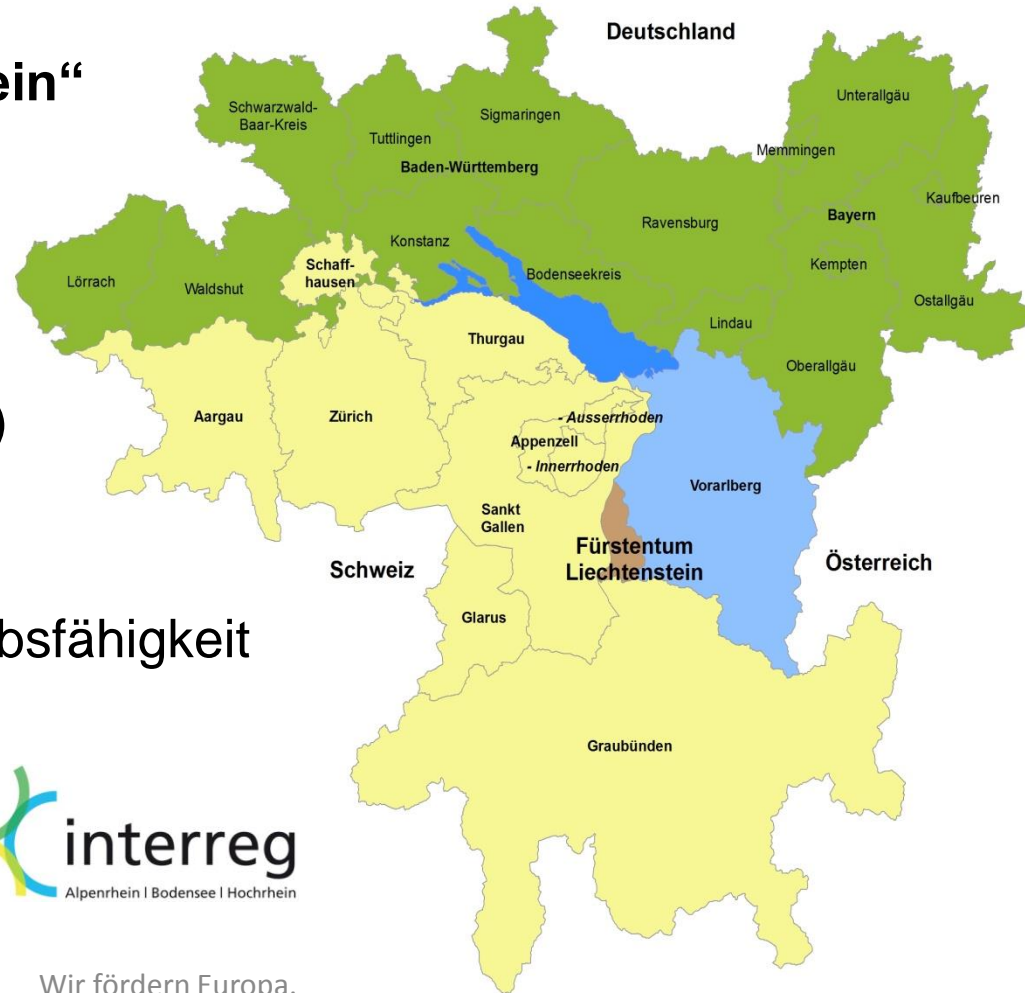 ein“
)
bsfähigkeit
Deutschland
Schwarzwald-
Baar-Kreis
Tuttlingen
Sigmaringen
Baden-Württemberg
Unterallgäu
Memmingen
Kaufbeuren
Bayern
Ravensburg
Kempten
Konstanz
Bodenseekreis
Lörrach
Waldshut
Schaff-
hausen
Lindau
Ostallgäu
Oberallgäu
Thurgau
Aargau
Zürich
- Ausserrhoden
Appenzell
- Innerrhoden
Vorarlberg
Sankt
Gallen
Fürstentum
Liechtenstein
Schweiz
Österreich
Glarus
Graubünden
interreg
Alpenrhein | Bodensee | Hochrhein
Wir fördern Europa.